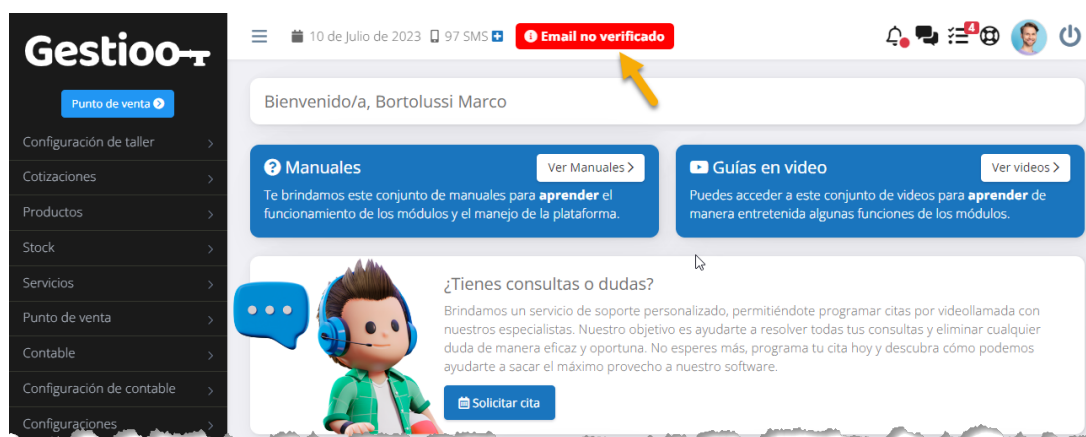 Gestioo
10 de Julio de 2023 97 SMS Email no verificado
4
Punto de venta
Bienvenido/a, Bortolussi Marco
Configuración de taller
Cotizaciones
Productos
Stock
Servicios
Punto de venta
Contable
Configuración de contable
Configuraciones
Manuales
Ver Manuales
Te brindamos este conjunto de manuales para aprender el
funcionamiento de los módulos y el manejo de la plataforma.
Guías en video
Ver videos
Puedes acceder a este conjunto de videos para aprender de
manera entretenida algunas funciones de los módulos.
¿Tienes consultas o dudas?
Brindamos un servicio de soporte personalizado, permitiéndote programar citas por videollamada con
nuestros especialistas. Nuestro objetivo es ayudarte a resolver todas tus consultas y eliminar cualquier
duda de manera eficaz y oportuna. No esperes más, programa tu cita hoy y descubra cómo podemos
ayudarte a sacar el máximo provecho a nuestro software.
Solicitar cita